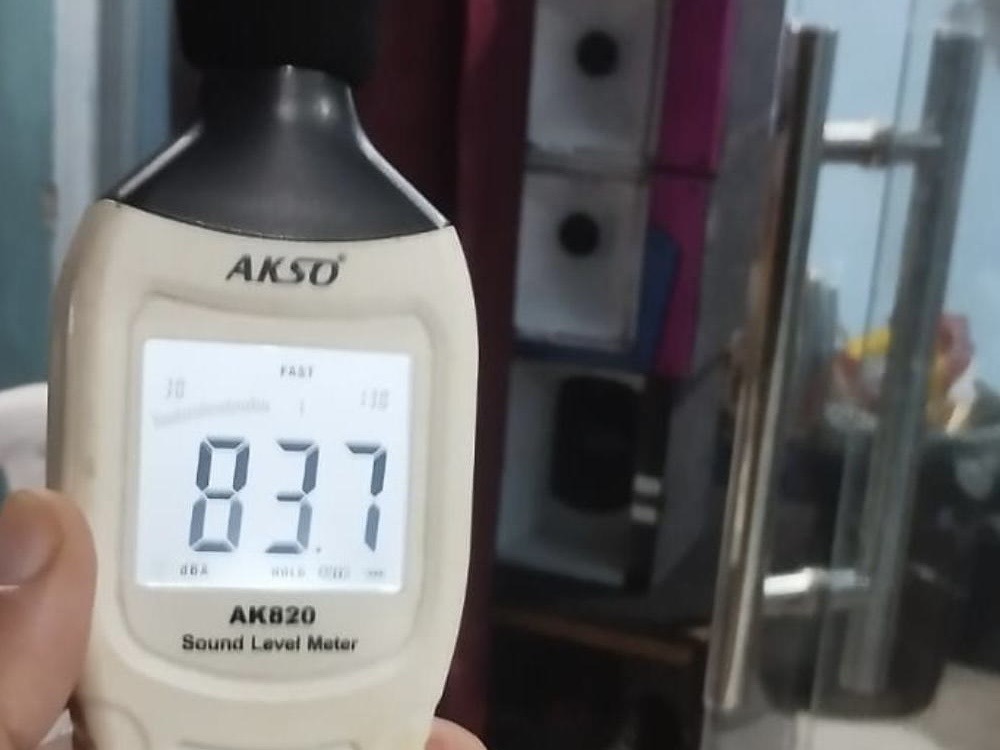 AKSO®
FAST
30 130
83.7
dBA HOLD
AK820
Sound Level Meter